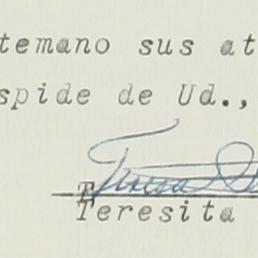 temano sus at
spide de Ud.,
Teresita